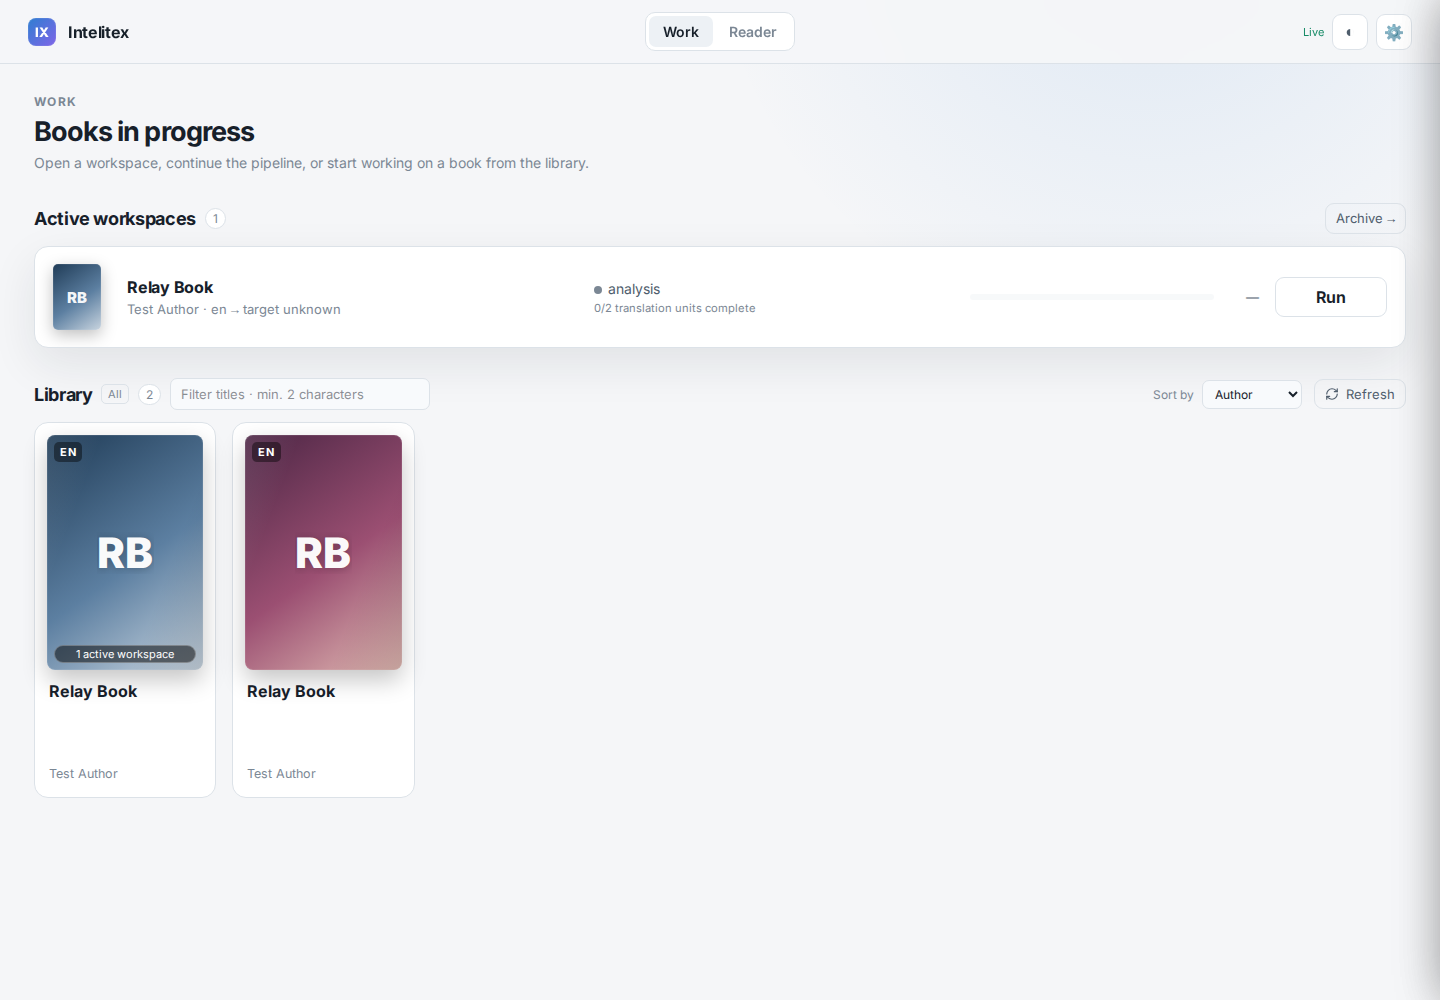 IX Intelitex
Work Reader
Live
WORK
Books in progress
Open a workspace, continue the pipeline, or start working on a book from the library.
Active workspaces 1
Archive →
RB
Relay Book
Test Author · en → target unknown
analysis
0/2 translation units complete
—
Run
Library All 2 Filter titles · min. 2 characters
Sort by Author Refresh
EN
RB
1 active workspace
Relay Book
Test Author
EN
RB
Relay Book
Test Author